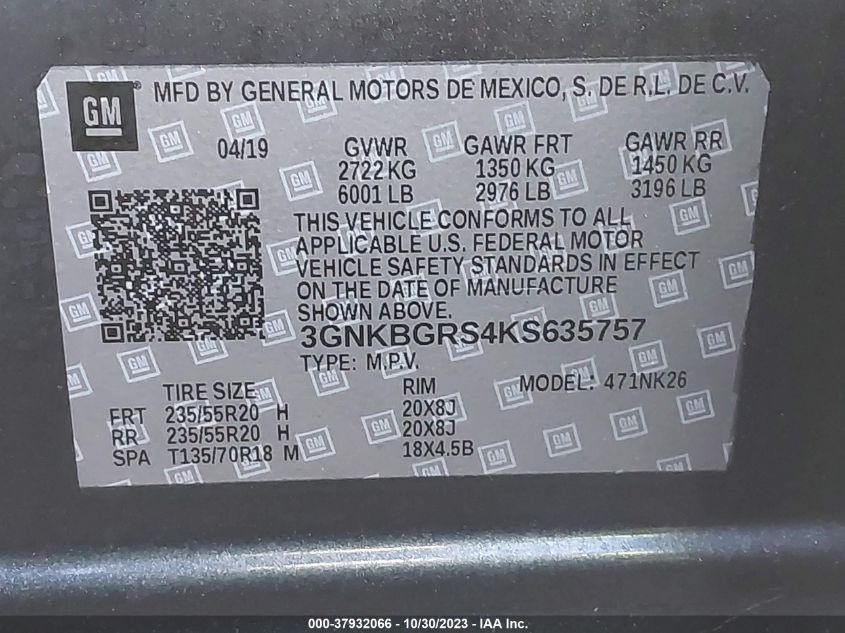 GM
MFD BY GENERAL MOTORS DE MEXICO, S. DE R.L. DE C.V.
04/19 GVWR GAWR FRT GAWR RR
2722 KG 1350 KG 1450 KG
6001 LB 2976 LB 3196 LB
THIS VEHICLE CONFORMS TO ALL
APPLICABLE U.S. FEDERAL MOTOR
VEHICLE SAFETY STANDARDS IN EFFECT
ON THE DATE OF MANUFACTURE
SHOWN ABOVE.
3GNKBGRS4KS635757
TYPE: M.P.V.
TIRE SIZE RIM MODEL: 471NK26
FRT 235/55R20 H 20X8J
RR 235/55R20 H 20X8J
SPA T135/70R18 M 18X4.5B
000-37932066 - 10/30/2023 - IAA Inc.